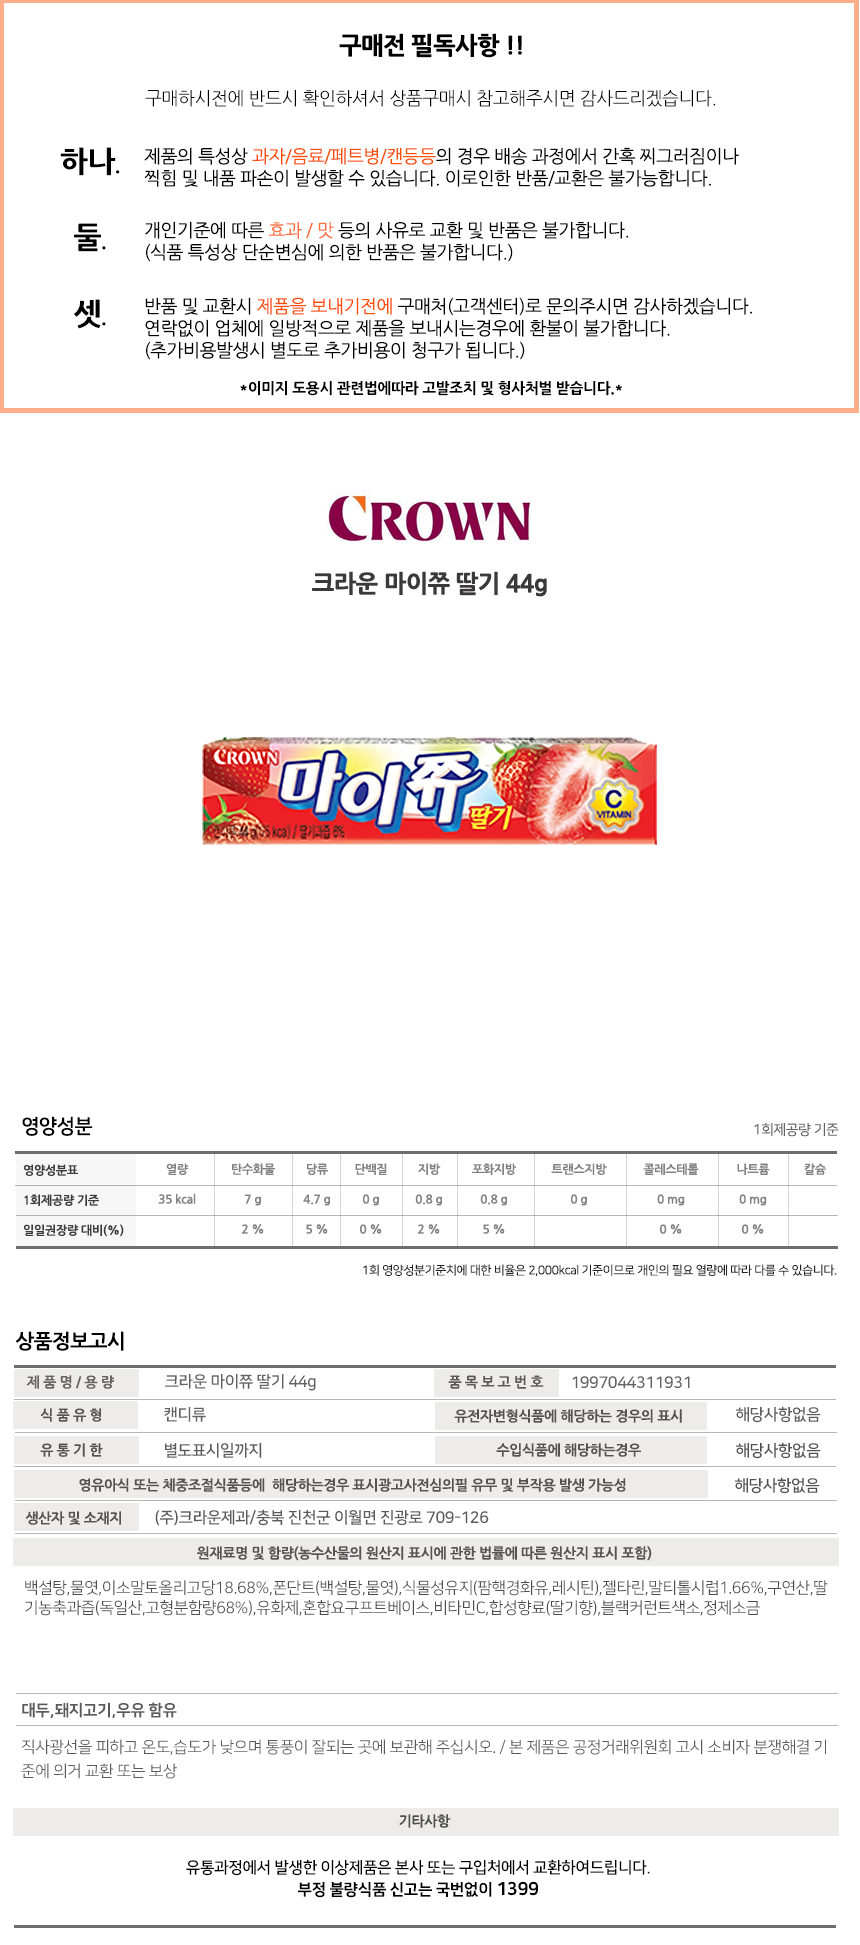 구매전 필독사항 !!
구매하시전에 반드시 확인하셔서 상품구매시 참고해주시면 감사드리겠습니다.
하나. 제품의 특성상 과자/음료/페트병/캔등등의 경우 배송 과정에서 간혹 찌그러짐이나
찍힘 및 내품 파손이 발생할 수 있습니다. 이로인한 반품/교환은 불가능합니다.
둘. 개인기준에 따른 효과 / 맛 등의 사유로 교환 및 반품은 불가합니다.
(식품 특성상 단순변심에 의한 반품은 불가합니다.)
셋. 반품 및 교환시 제품을 보내기전에 구매처(고객센터)로 문의주시면 감사하겠습니다.
연락없이 업체에 일방적으로 제품을 보내시는경우에 환불이 불가합니다.
(추가비용발생시 별도로 추가비용이 청구가 됩니다.)
*이미지 도용시 관련법에따라 고발조치 및 형사처벌 받습니다.*
CROWN
크라운 마이쮸 딸기 44g
CROWN
마이쮸
딸기
C
VITAMIN
kcal) / 딸기과즙 6%
영양성분
1회제공량 기준
영양성분표 열량 탄수화물 당류 단백질 지방 포화지방 트랜스지방 콜레스테롤 나트륨 칼슘
1회제공량 기준 35 kcal 7 g 4.7 g 0 g 0.8 g 0.8 g 0 g 0 mg 0 mg
일일권장량 대비(%) 2 % 5 % 0 % 2 % 5 % 0 % 0 %
1회 영양성분기준치에 대한 비율은 2,000kcal 기준이므로 개인의 필요 열량에 따라 다를 수 있습니다.
상품정보고시
제품명/용량 크라운 마이쮸 딸기 44g 품목보고번호 1997044311931
식품유형 캔디류 유전자변형식품에 해당하는 경우의 표시 해당사항없음
유통기한 별도표시일까지 수입식품에 해당하는경우 해당사항없음
영유아식 또는 체중조절식품등에 해당하는경우 표시광고사전심의필 유무 및 부작용 발생 가능성 해당사항없음
생산자 및 소재지 (주)크라운제과/충북 진천군 이월면 진광로 709-126
원재료명 및 함량(농수산물의 원산지 표시에 관한 법률에 따른 원산지 표시 포함)
백설탕,물엿,이소말토올리고당18.68%,폰단트(백설탕,물엿),식물성유지(팜핵경화유,레시틴),젤타린,말티톨시럽1.66%,구연산,딸
기농축과즙(독일산,고형분함량68%),유화제,혼합요구프트베이스,비타민C,합성향료(딸기향),블랙커런트색소,정제소금
대두,돼지고기,우유 함유
직사광선을 피하고 온도,습도가 낮으며 통풍이 잘되는 곳에 보관해 주십시오. / 본 제품은 공정거래위원회 고시 소비자 분쟁해결 기
준에 의거 교환 또는 보상
기타사항
유통과정에서 발생한 이상제품은 본사 또는 구입처에서 교환하여드립니다.
부정 불량식품 신고는 국번없이 1399